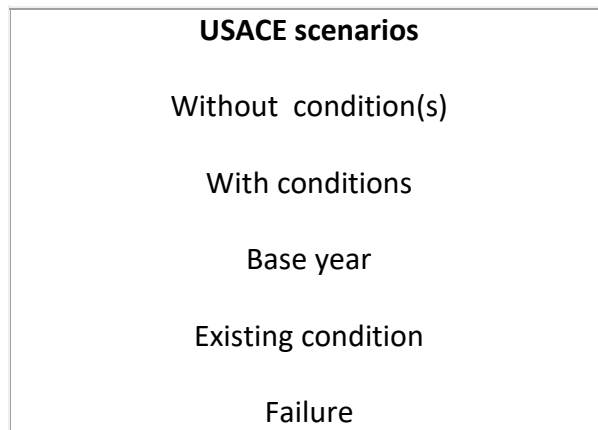 USACE scenarios
Without condition(s)
With conditions
Base year
Existing condition
Failure